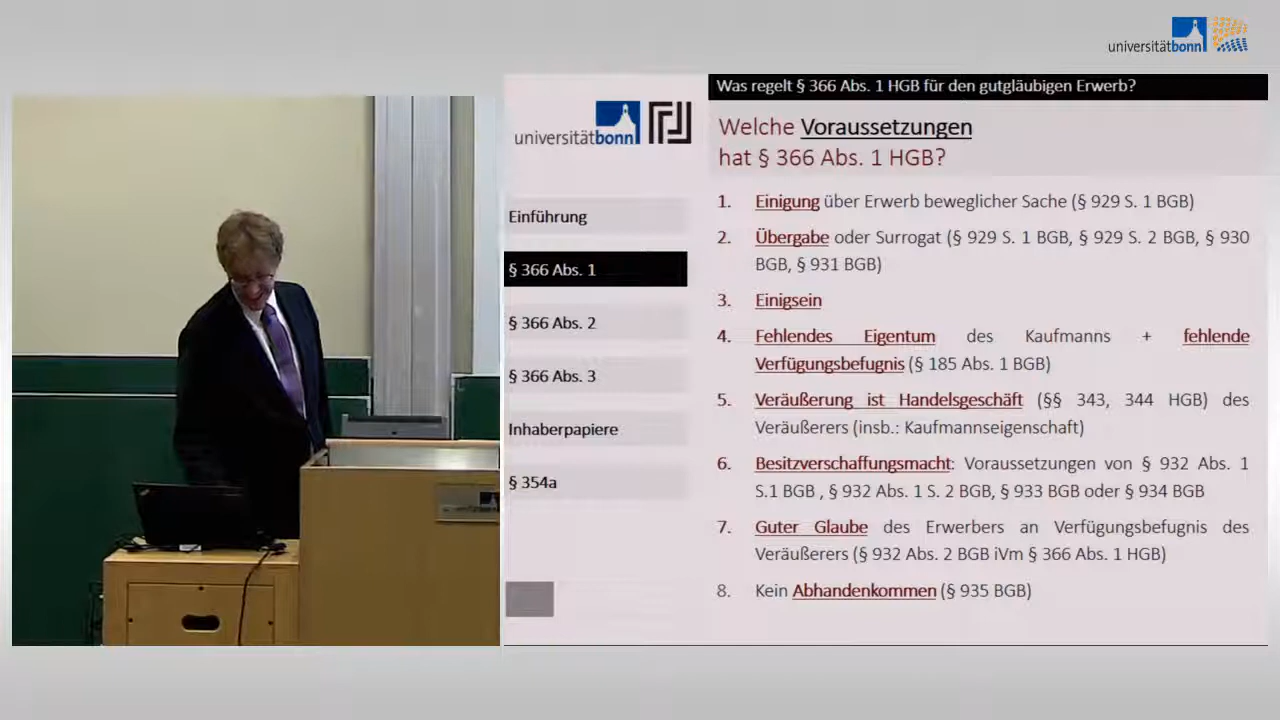 universitätbonn
Was regelt § 366 Abs. 1 HGB für den gutgläubigen Erwerb?
universitätbonn
Einführung
§ 366 Abs. 1
§ 366 Abs. 2
§ 366 Abs. 3
Inhaberpapiere
§ 354a
Welche Voraussetzungen
hat § 366 Abs. 1 HGB?
1. Einigung über Erwerb beweglicher Sache (§ 929 S. 1 BGB)
2. Übergabe oder Surrogat (§ 929 S. 1 BGB, § 929 S. 2 BGB, § 930
BGB, § 931 BGB)
3. Einigsein
4. Fehlendes Eigentum des Kaufmanns + fehlende
Verfügungsbefugnis (§ 185 Abs. 1 BGB)
5. Veräußerung ist Handelsgeschäft (§§ 343, 344 HGB) des
Veräußerers (insb.: Kaufmannseigenschaft)
6. Besitzverschaffungsmacht: Voraussetzungen von § 932 Abs. 1
S.1 BGB , § 932 Abs. 1 S. 2 BGB, § 933 BGB oder § 934 BGB
7. Guter Glaube des Erwerbers an Verfügungsbefugnis des
Veräußerers (§ 932 Abs. 2 BGB iVm § 366 Abs. 1 HGB)
8. Kein Abhandenkommen (§ 935 BGB)